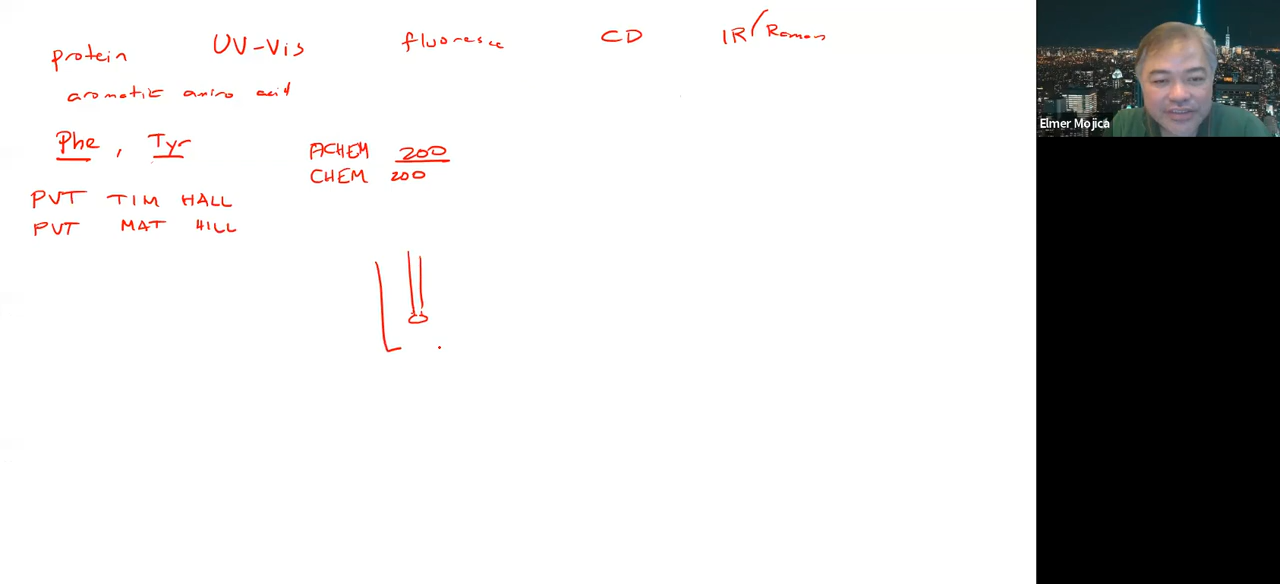 protein UV-Vis fluoresce CD IR/Raman
aromatic amino acid
Phe, Tyr
ACHEM 200
CHEM 200
PVT TIM HALL
PVT MAT HILL
Elmer Mojica